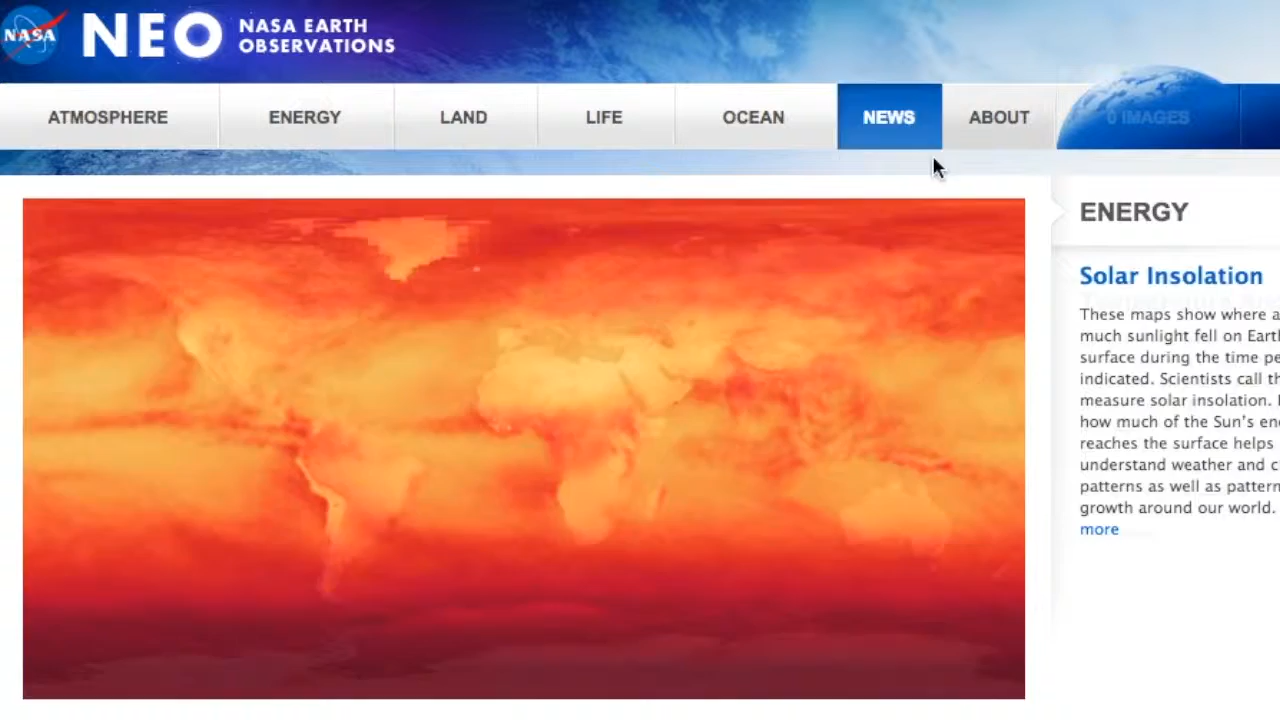 NASA
NEO
NASA EARTH
OBSERVATIONS
ATMOSPHERE
ENERGY
LAND
LIFE
OCEAN
NEWS
ABOUT
0 IMAGES
ENERGY
Solar Insolation
These maps show where a
much sunlight fell on Earth
surface during the time pe
indicated. Scientists call th
measure solar insolation.
how much of the Sun's ene
reaches the surface helps
understand weather and c
patterns as well as pattern
growth around our world.
more